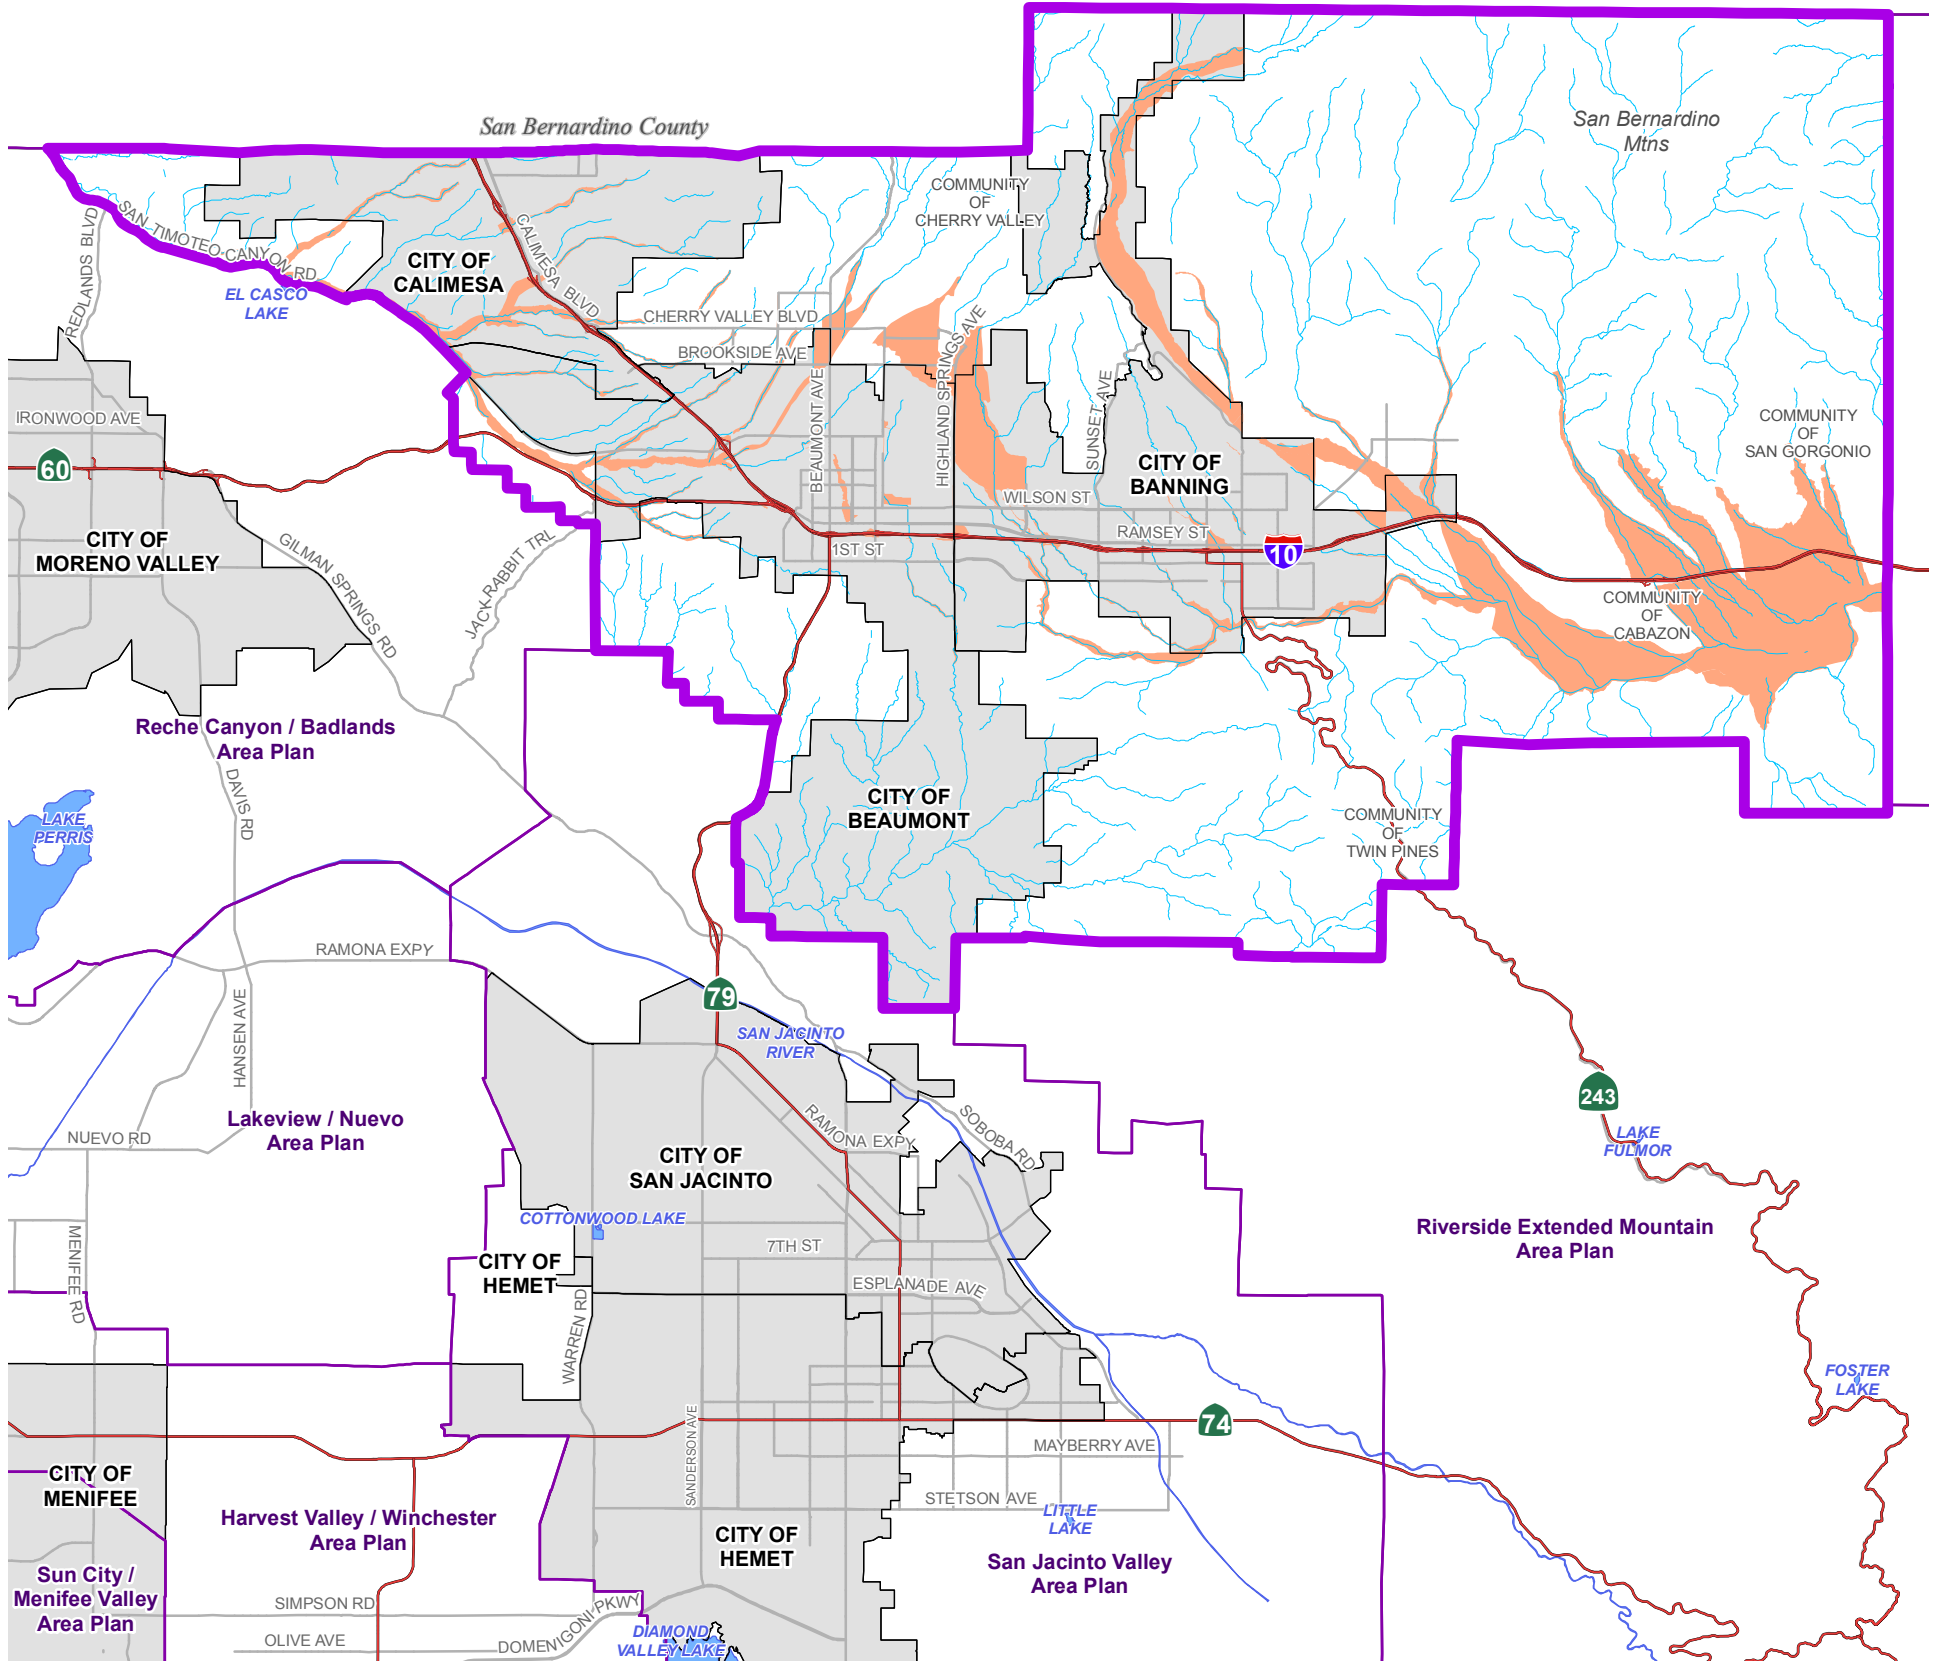 San Bernardino County
San Bernardino
Mtns
COMMUNITY
OF
CHERRY VALLEY
REDLANDS BLVD
SAN TIMOTEO CANYON RD
CITY OF
CALIMESA
CALIMESA BLVD
EL CASCO
LAKE
CHERRY VALLEY BLVD
BROOKSIDE AVE
HIGHLAND SPRINGS AVE
BEAUMONT AVE
SUNSET AVE
IRONWOOD AVE
60
COMMUNITY
OF
SAN GORGONIO
CITY OF
BANNING
WILSON ST
RAMSEY ST
1ST ST
10
CITY OF
MORENO VALLEY
GILMAN SPRINGS RD
JACK RABBIT TRL
COMMUNITY
OF
CABAZON
Reche Canyon / Badlands
Area Plan
DAVIS RD
LAKE
PERRIS
CITY OF
BEAUMONT
COMMUNITY
OF
TWIN PINES
RAMONA EXPY
HANSEN AVE
79
SAN JACINTO
RIVER
243
LAKE
FULMOR
Lakeview / Nuevo
Area Plan
NUEVO RD
RAMONA EXPY
SOBOBA RD
CITY OF
SAN JACINTO
COTTONWOOD LAKE
Riverside Extended Mountain
Area Plan
MENIFEE RD
CITY OF
HEMET
7TH ST
ESPLANADE AVE
WARREN RD
FOSTER
LAKE
SANDERSON AVE
74
MAYBERRY AVE
CITY OF
MENIFEE
STETSON AVE
LITTLE
LAKE
Harvest Valley / Winchester
Area Plan
CITY OF
HEMET
San Jacinto Valley
Area Plan
Sun City /
Menifee Valley
Area Plan
SIMPSON RD
OLIVE AVE
DOMENIGONI PKWY
DIAMOND
VALLEY LAKE